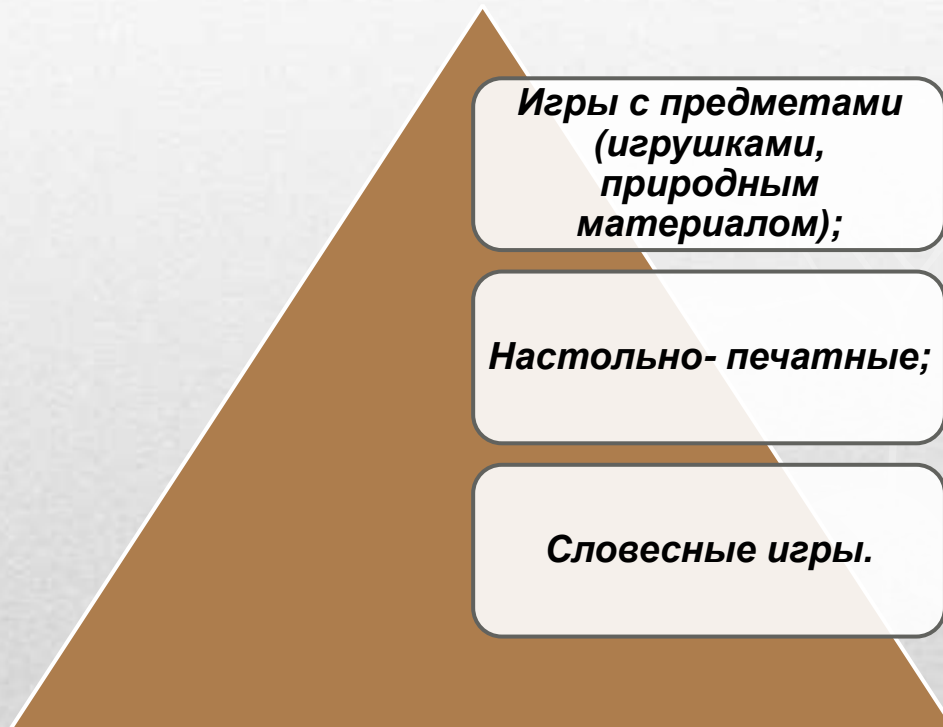 Игры с предметами
(игрушками,
природным
материалом);
Настольно- печатные;
Словесные игры.